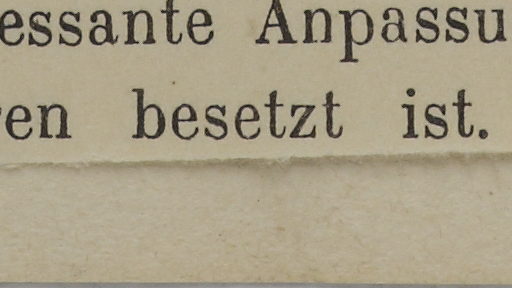 essante Anpassu
en besetzt ist.